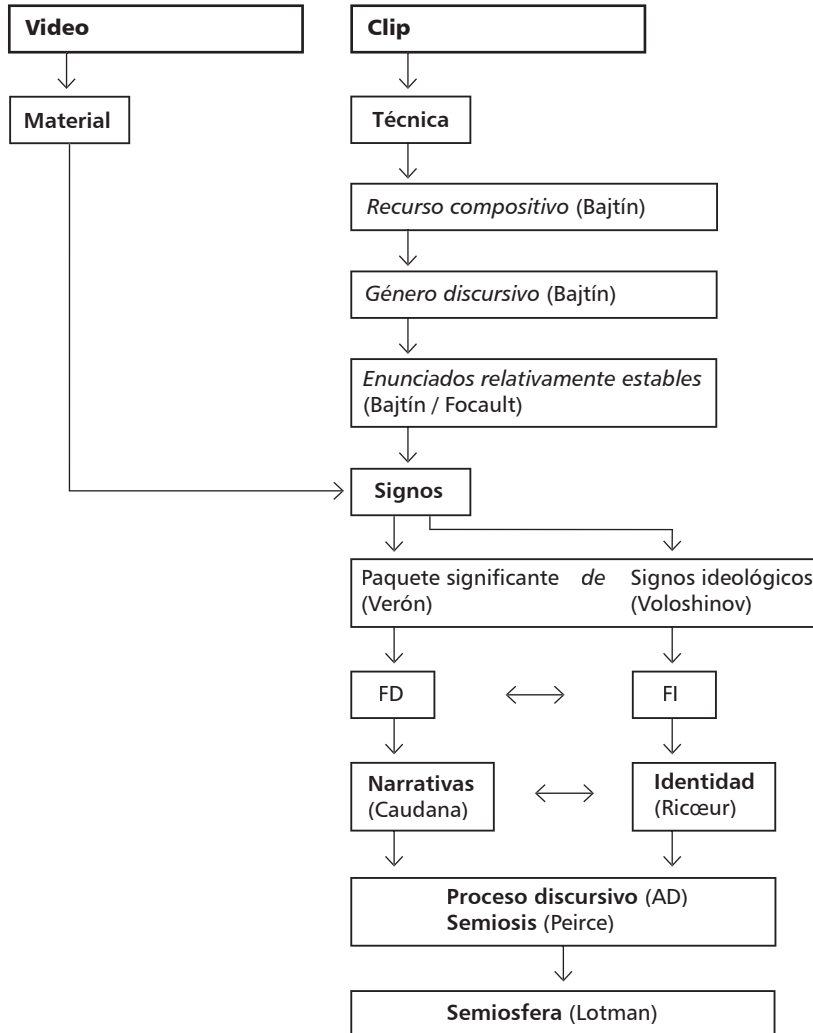 Video
Clip
Material
Técnica
Recurso compositivo (Bajtín)
Género discursivo (Bajtín)
Enunciados relativamente estables
(Bajtín / Focault)
Signos
Paquete significante de Signos ideológicos
(Verón) (Voloshinov)
FD
FI
Narrativas
(Caudana)
Identidad
(Ricœur)
Proceso discursivo (AD)
Semiosis (Peirce)
Semiosfera (Lotman)